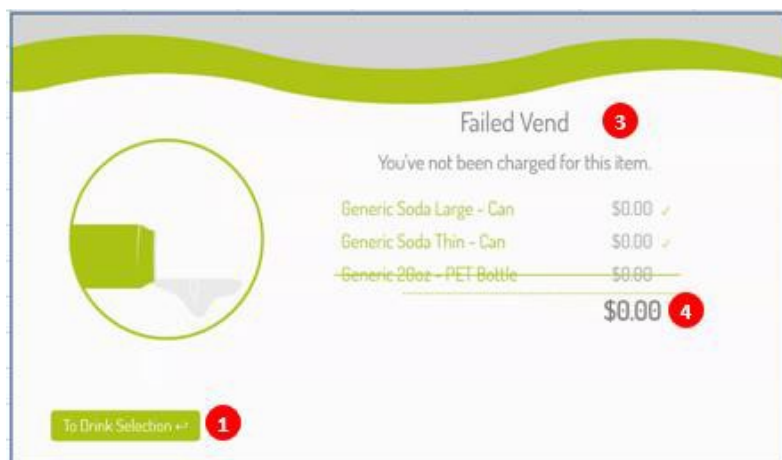 Failed Vend 3
You've not been charged for this item.
Generic Soda Large - Can $0.00 ✓
Generic Soda Thin - Can $0.00 ✓
Generic 20oz - PET Bottle $0.00
$0.00 4
To Drink Selection ↩ 1